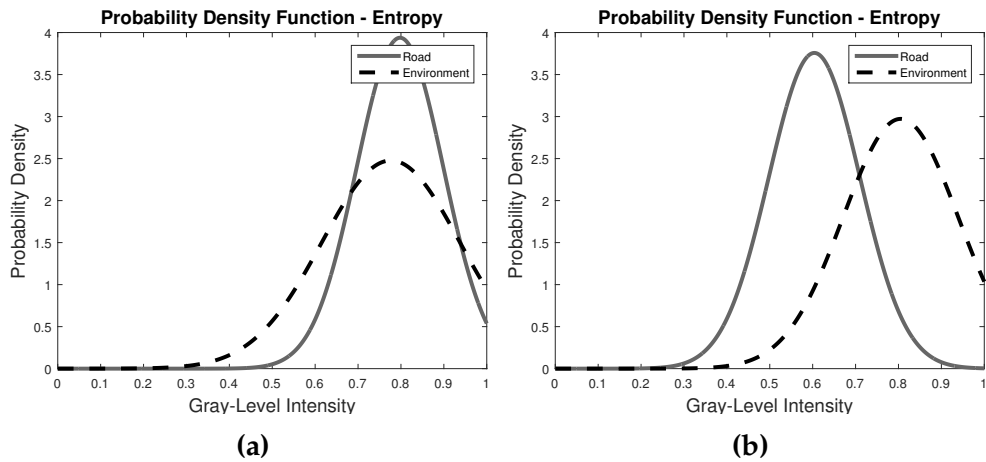 Probability Density Function - Entropy
4
3.5
3
2.5
2
1.5
1
0.5
0
0 0.1 0.2 0.3 0.4 0.5 0.6 0.7 0.8 0.9 1
Probability Density
Gray-Level Intensity
Road
Environment
(a)
Probability Density Function - Entropy
4
3.5
3
2.5
2
1.5
1
0.5
0
0 0.1 0.2 0.3 0.4 0.5 0.6 0.7 0.8 0.9 1
Probability Density
Gray-Level Intensity
Road
Environment
(b)